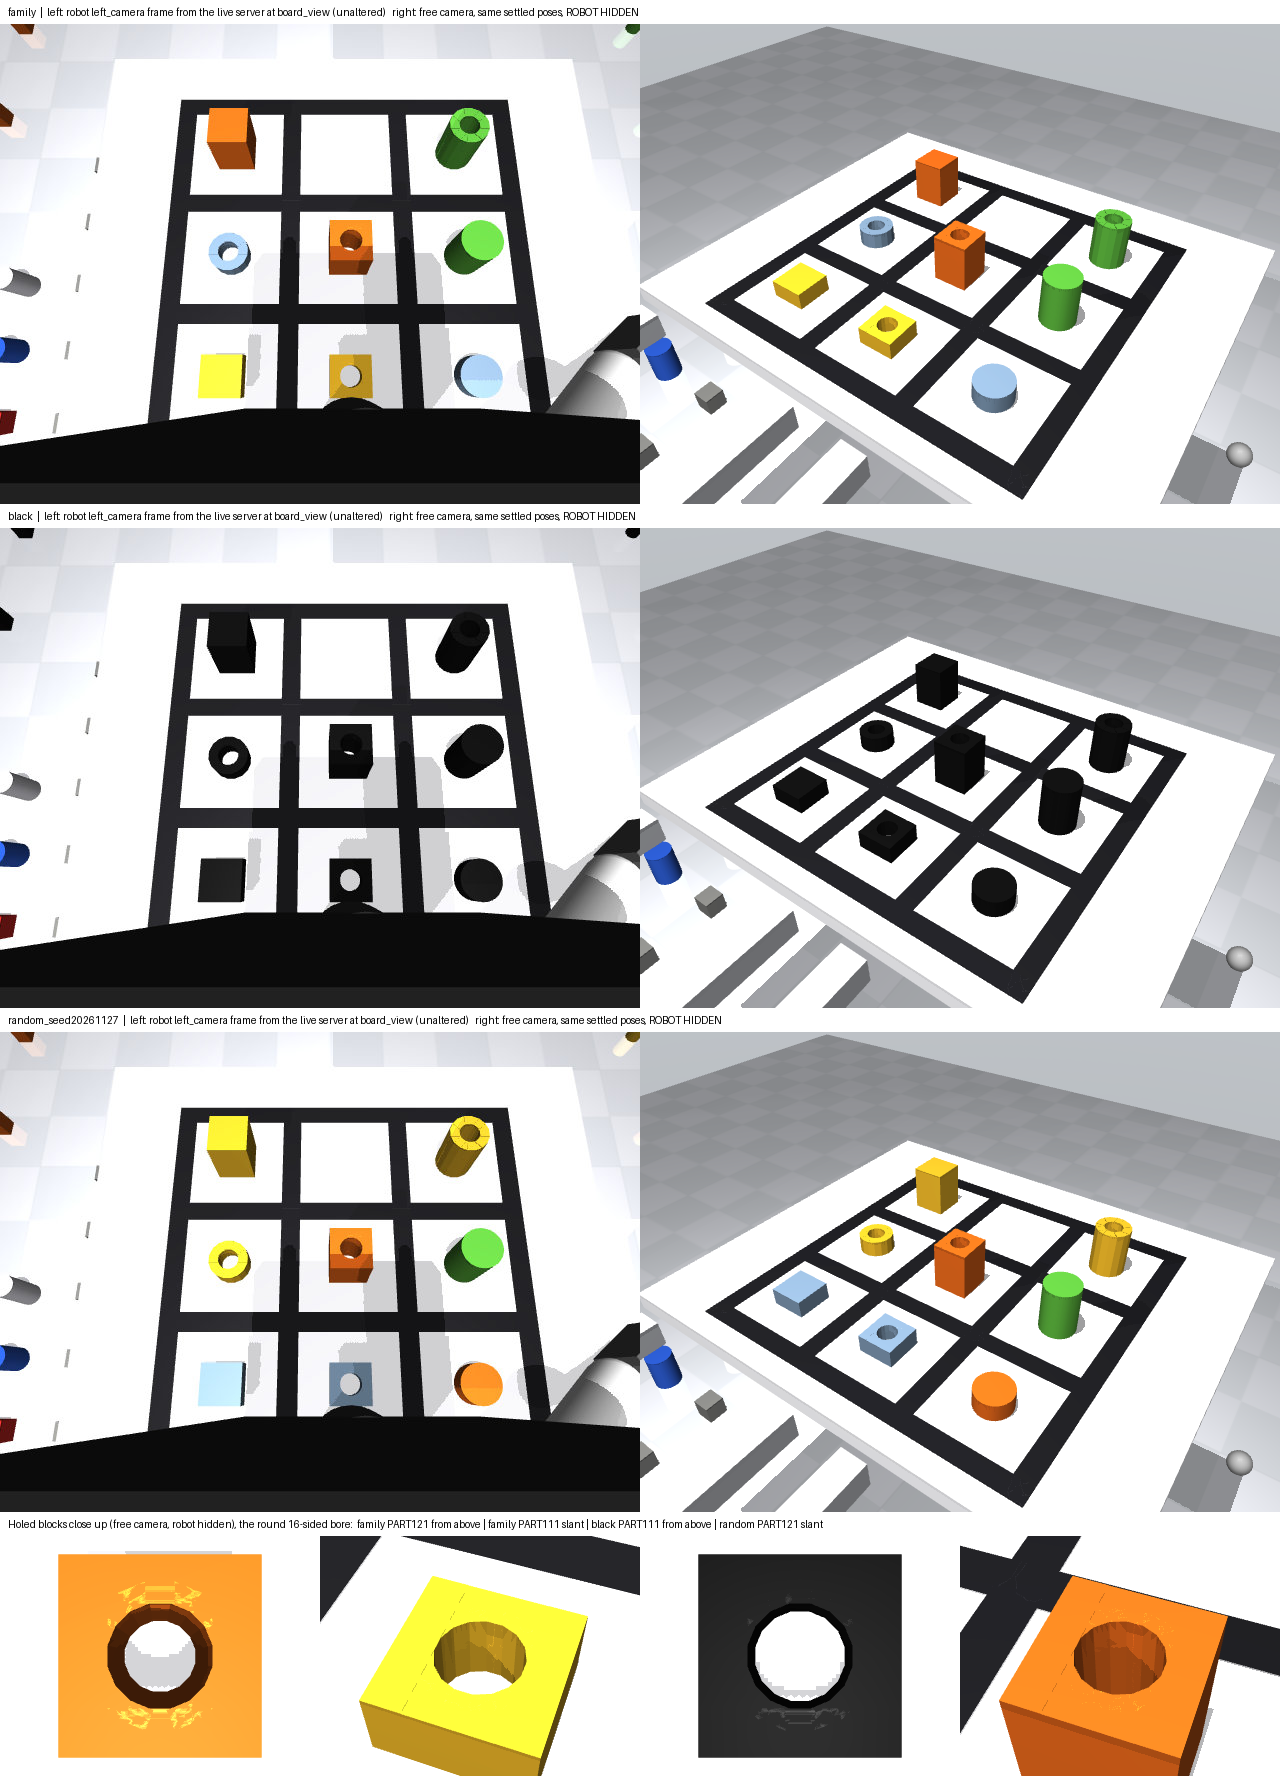 family | left: robot left_camera frame from the live server at board_view (unaltered)   right: free camera, same settled poses, ROBOT HIDDEN
black | left: robot left_camera frame from the live server at board_view (unaltered)   right: free camera, same settled poses, ROBOT HIDDEN
random_seed20261127 | left: robot left_camera frame from the live server at board_view (unaltered)   right: free camera, same settled poses, ROBOT HIDDEN
Holed blocks close up (free camera, robot hidden), the round 16-sided bore:  family PART121 from above | family PART111 slant | black PART111 from above | random PART121 slant